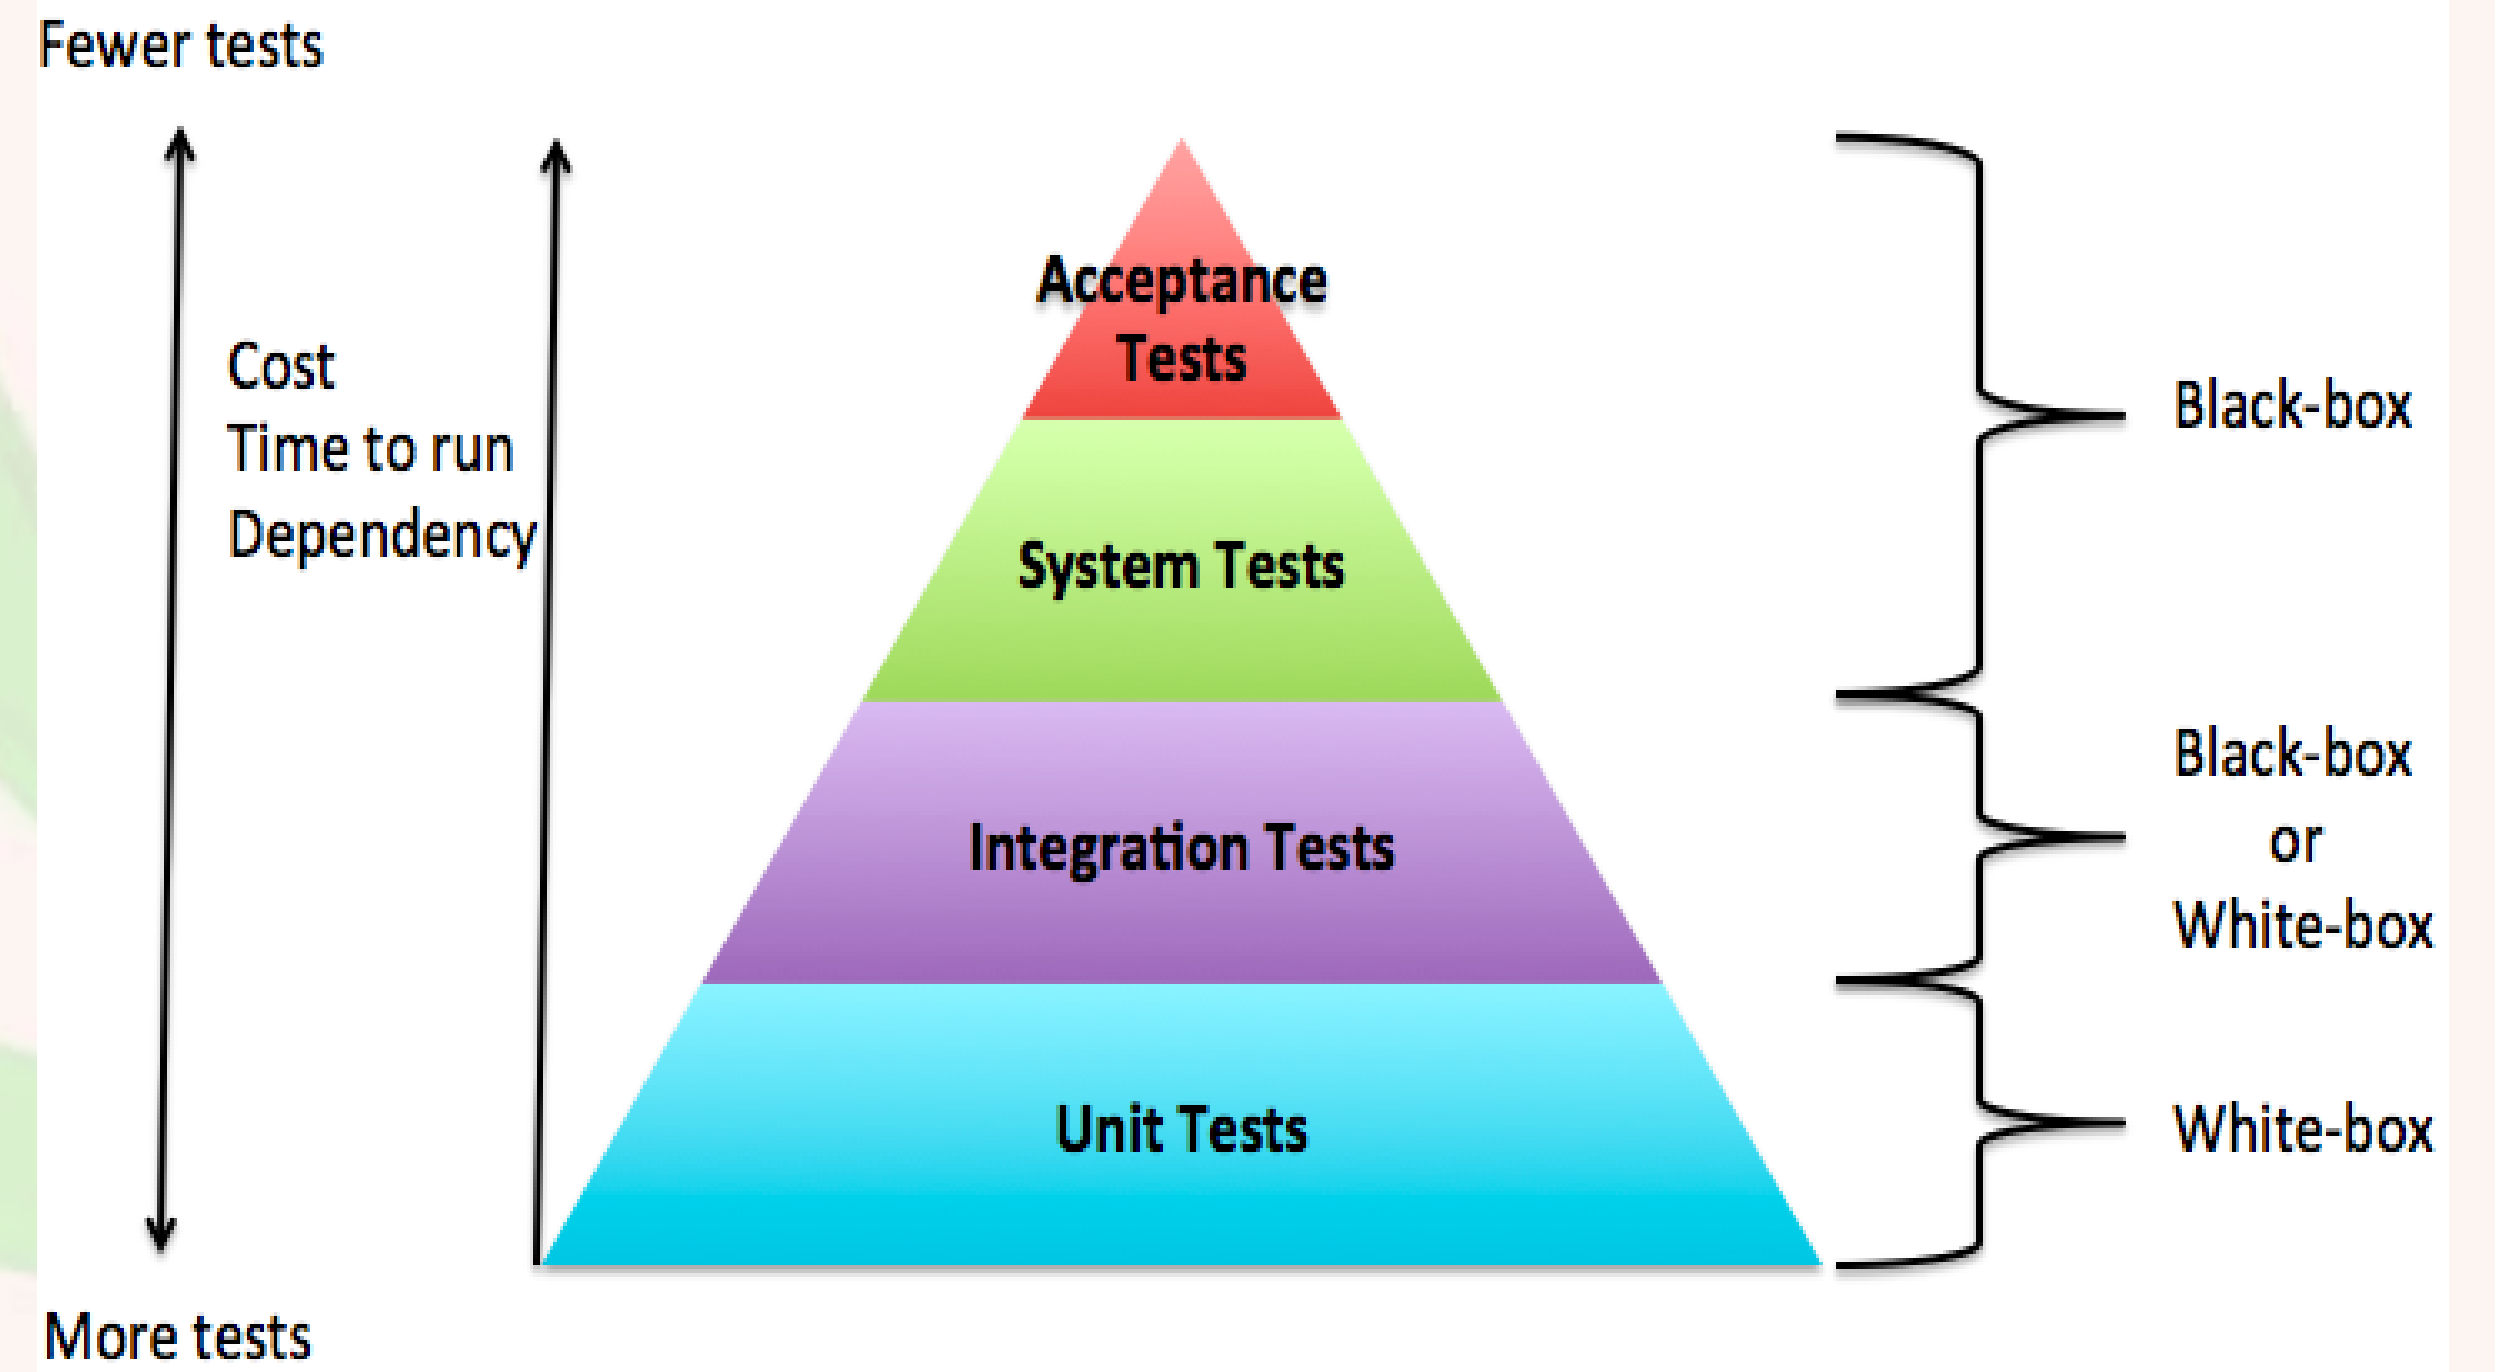 Fewer tests
Cost
Time to run
Dependency
More tests
Acceptance
Tests
System Tests
Integration Tests
Unit Tests
Black-box
Black-box
or
White-box
White-box